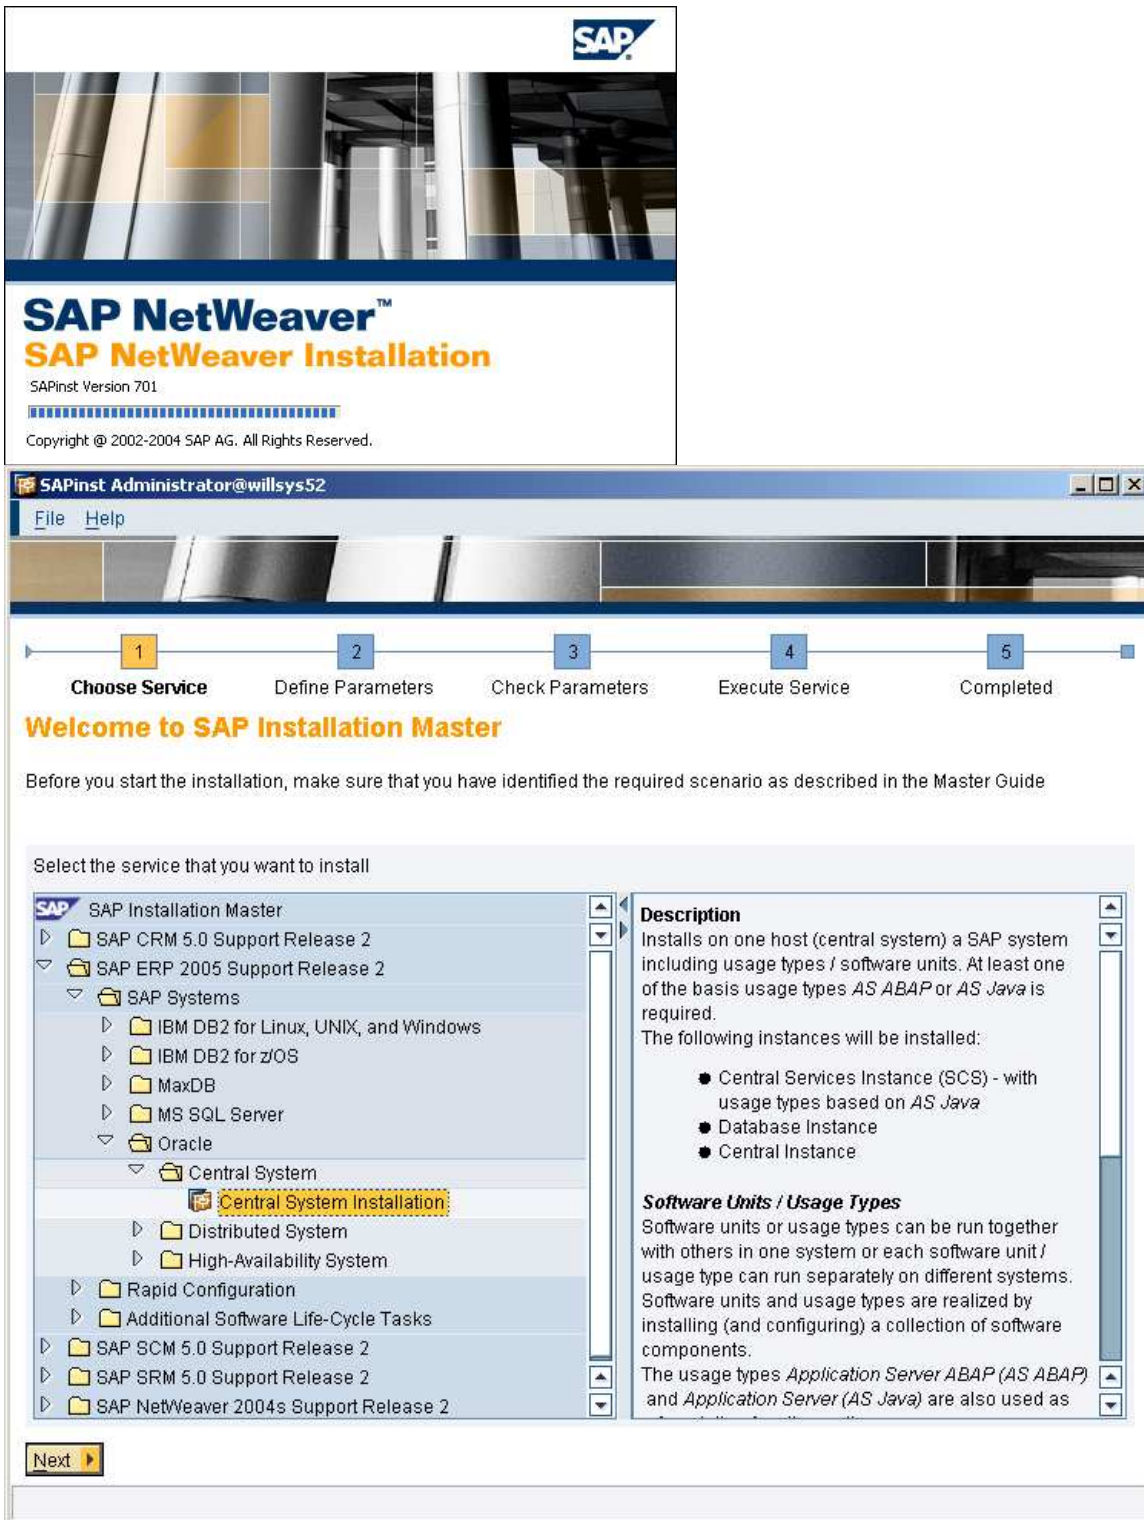 SAP
SAP NetWeaver™
SAP NetWeaver Installation
SAPinst Version 701
Copyright @ 2002-2004 SAP AG. All Rights Reserved.
SAPinst Administrator@willsys52
File Help
1 2 3 4 5
Choose Service Define Parameters Check Parameters Execute Service Completed
Welcome to SAP Installation Master
Before you start the installation, make sure that you have identified the required scenario as described in the Master Guide
Select the service that you want to install
SAP SAP Installation Master
SAP CRM 5.0 Support Release 2
SAP ERP 2005 Support Release 2
SAP Systems
IBM DB2 for Linux, UNIX, and Windows
IBM DB2 for z/OS
MaxDB
MS SQL Server
Oracle
Central System
Central System Installation
Distributed System
High-Availability System
Rapid Configuration
Additional Software Life-Cycle Tasks
SAP SCM 5.0 Support Release 2
SAP SRM 5.0 Support Release 2
SAP NetWeaver 2004s Support Release 2
Description
Installs on one host (central system) a SAP system
including usage types / software units. At least one
of the basis usage types AS ABAP or AS Java is
required.
The following instances will be installed:
Central Services Instance (SCS) - with
usage types based on AS Java
Database Instance
Central Instance
Software Units / Usage Types
Software units or usage types can be run together
with others in one system or each software unit /
usage type can run separately on different systems.
Software units and usage types are realized by
installing (and configuring) a collection of software
components.
The usage types Application Server ABAP (AS ABAP)
and Application Server (AS Java) are also used as
Next